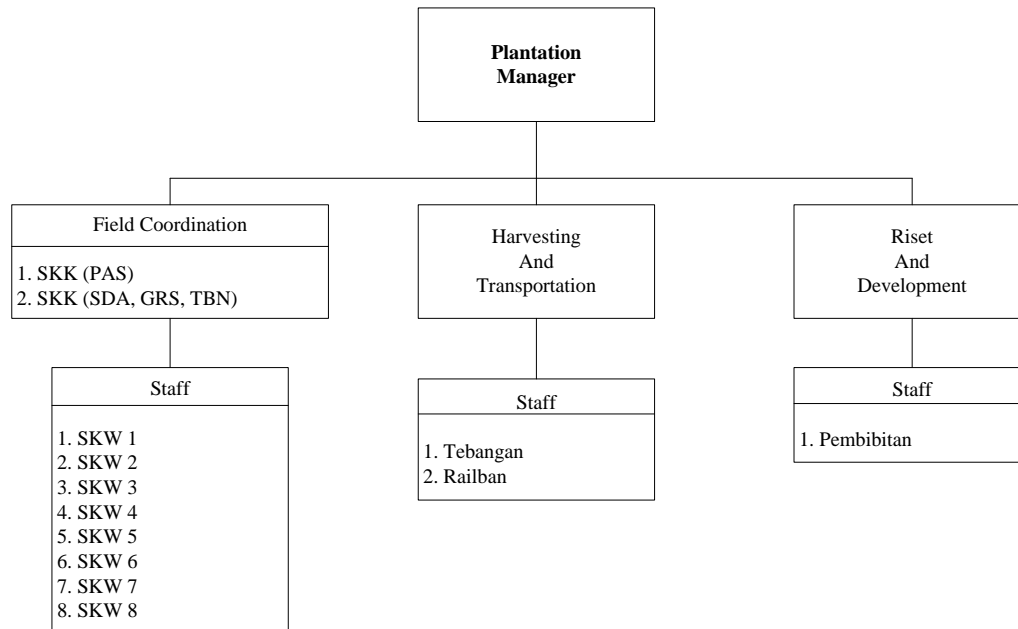 Plantation
Manager
Field Coordination
1. SKK (PAS)
2. SKK (SDA, GRS, TBN)
Harvesting
And
Transportation
Riset
And
Development
Staff
1. SKW 1
2. SKW 2
3. SKW 3
4. SKW 4
5. SKW 5
6. SKW 6
7. SKW 7
8. SKW 8
Staff
1. Tebangan
2. Railban
Staff
1. Pembibitan